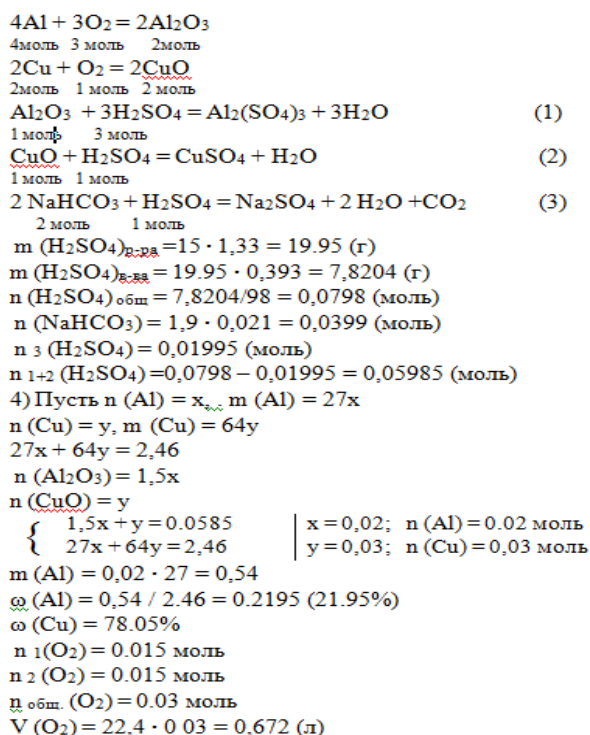 4Al + 3O₂ = 2Al₂O₃
4моль 3 моль 2моль
2Cu + O₂ = 2CuO
2моль 1 моль 2 моль
Al₂O₃ + 3H₂SO₄ = Al₂(SO₄)₃ + 3H₂O (1)
1 моль 3 моль
CuO + H₂SO₄ = CuSO₄ + H₂O (2)
1 моль 1 моль
2 NaHCO₃ + H₂SO₄ = Na₂SO₄ + 2 H₂O +CO₂ (3)
2 моль 1 моль
m (H₂SO₄)р-ра =15 · 1,33 = 19.95 (г)
m (H₂SO₄)в-ва = 19.95 · 0,393 = 7,8204 (г)
n (H₂SO₄) общ = 7,8204/98 = 0,0798 (моль)
n (NaHCO₃) = 1,9 · 0,021 = 0,0399 (моль)
n ₃ (H₂SO₄) = 0,01995 (моль)
n ₁₊₂ (H₂SO₄) =0,0798 – 0,01995 = 0,05985 (моль)
4) Пусть n (Al) = x, . m (Al) = 27x
n (Cu) = y, m (Cu) = 64y
27x + 64y = 2,46
n (Al₂O₃) = 1,5x
n (CuO) = y
{ 1,5x + y = 0.0585 | x = 0,02; n (Al) = 0.02 моль
27x + 64y = 2,46 | y = 0,03; n (Cu) = 0,03 моль
m (Al) = 0,02 · 27 = 0,54
ω (Al) = 0,54 / 2.46 = 0.2195 (21.95%)
ω (Cu) = 78.05%
n ₁(O₂) = 0.015 моль
n ₂ (O₂) = 0.015 моль
n общ. (O₂) = 0.03 моль
V (O₂) = 22,4 · 0 03 = 0,672 (л)